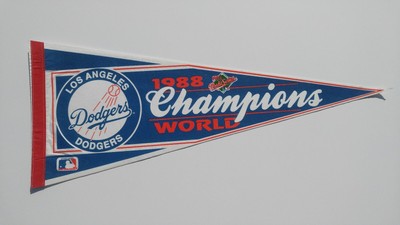 LOS ANGELES
Dodgers
DODGERS
1988
Champions
WORLD